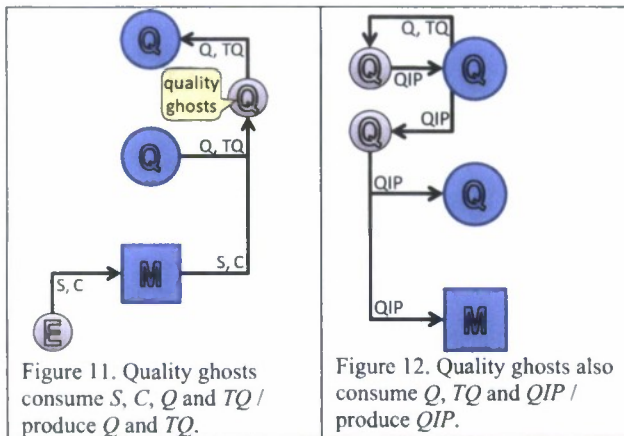 Q
Q, TQ
quality
ghosts
Q
Q
Q, TQ
M
S, C
S, C
E
Figure 11. Quality ghosts
consume S, C, Q and TQ /
produce Q and TQ.
Q, TQ
Q
QIP
Q
QIP
Q
QIP
Q
QIP
M
Figure 12. Quality ghosts also
consume Q, TQ and QIP /
produce QIP.